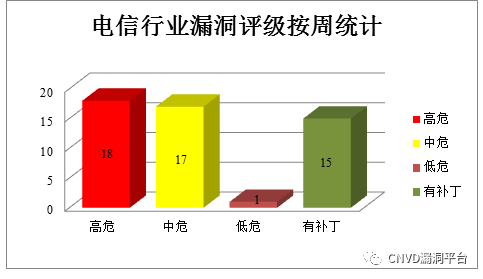 电信行业漏洞评级按周统计
20
15
10
5
0
18
17
1
15
高危
中危
低危
有补丁
高危
中危
低危
有补丁
CNVD漏洞平台